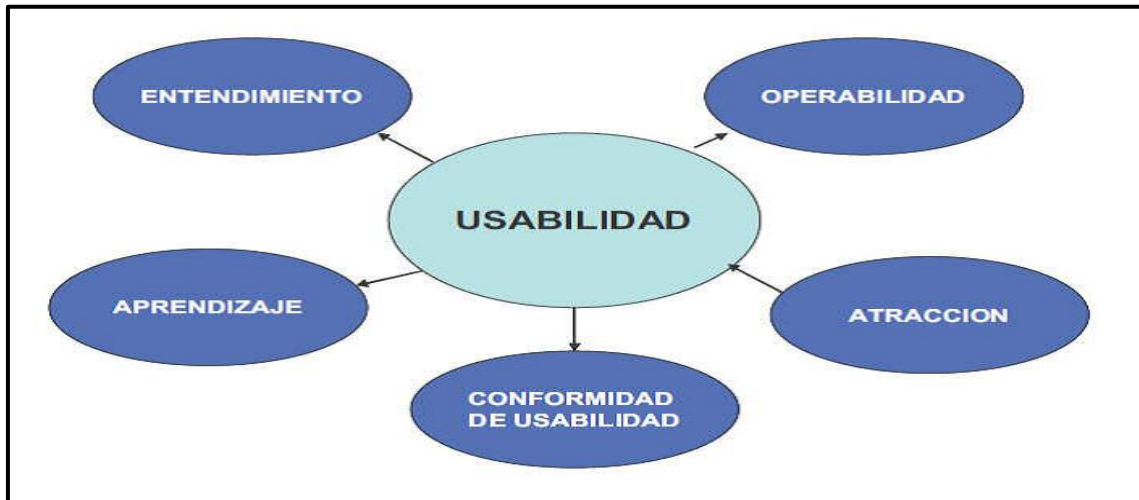 ENTENDIMIENTO
OPERABILIDAD
USABILIDAD
APRENDIZAJE
ATRACCION
CONFORMIDAD
DE USABILIDAD